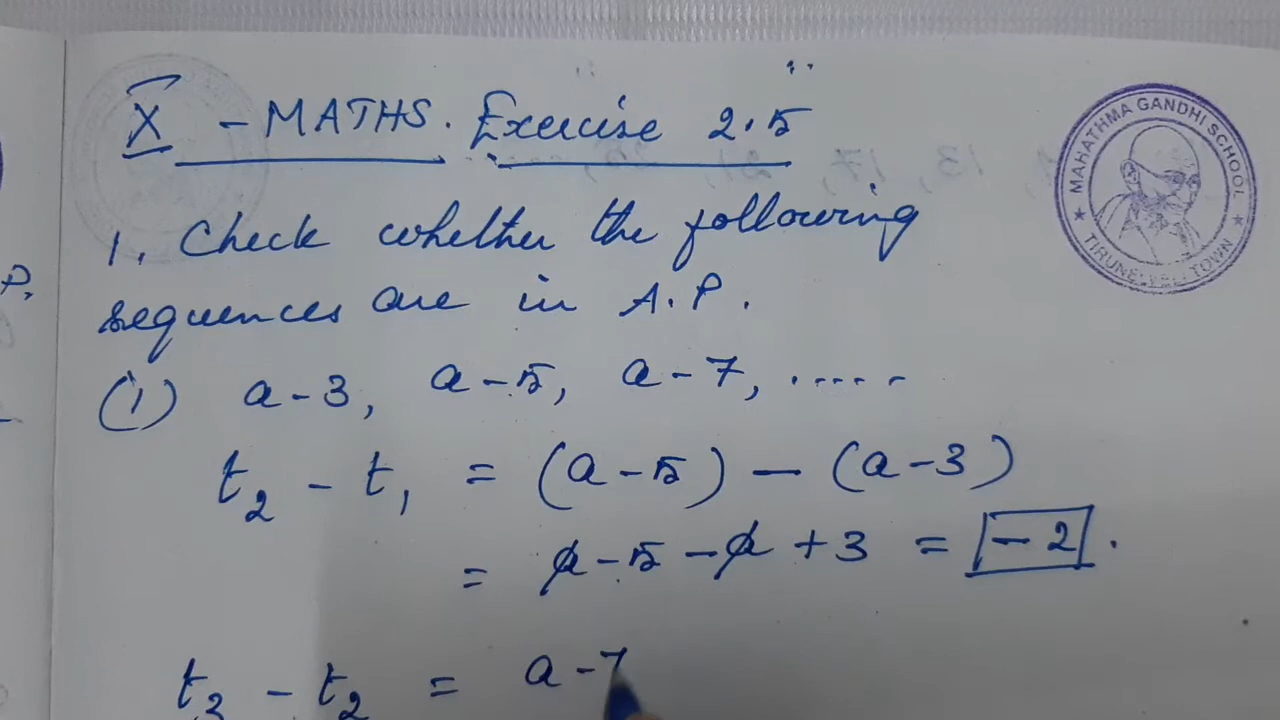 X - MATHS. Exercise 2.5
1. Check whether the following
sequences are in A.P.
(i) a-3, a-5, a-7, .....
t2 - t1 = (a-5) - (a-3)
= a-5-a+3 = -2.
t3 - t2 = a-7
MAHATHMA GANDHI SCHOOL
★ TIRUNELVELI TOWN ★
P.